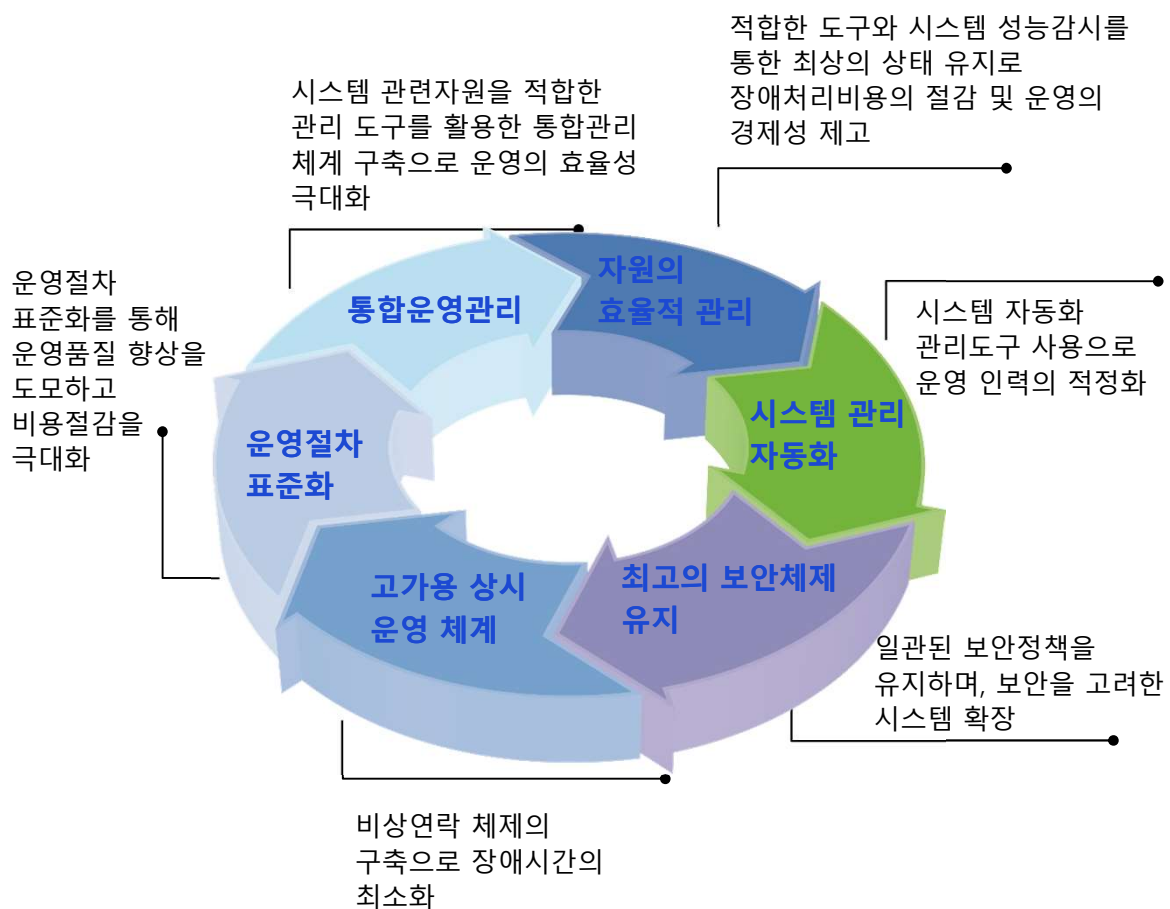 적합한 도구와 시스템 성능감시를
통한 최상의 상태 유지로
장애처리비용의 절감 및 운영의
경제성 제고
시스템 관련자원을 적합한
관리 도구를 활용한 통합관리
체계 구축으로 운영의 효율성
극대화
운영절차
표준화를 통해
운영품질 향상을
도모하고
비용절감을
극대화
통합운영관리
자원의
효율적 관리
시스템 자동화
관리도구 사용으로
운영 인력의 적정화
시스템 관리
자동화
운영절차
표준화
고가용 상시
운영 체계
최고의 보안체제
유지
일관된 보안정책을
유지하며, 보안을 고려한
시스템 확장
비상연락 체제의
구축으로 장애시간의
최소화